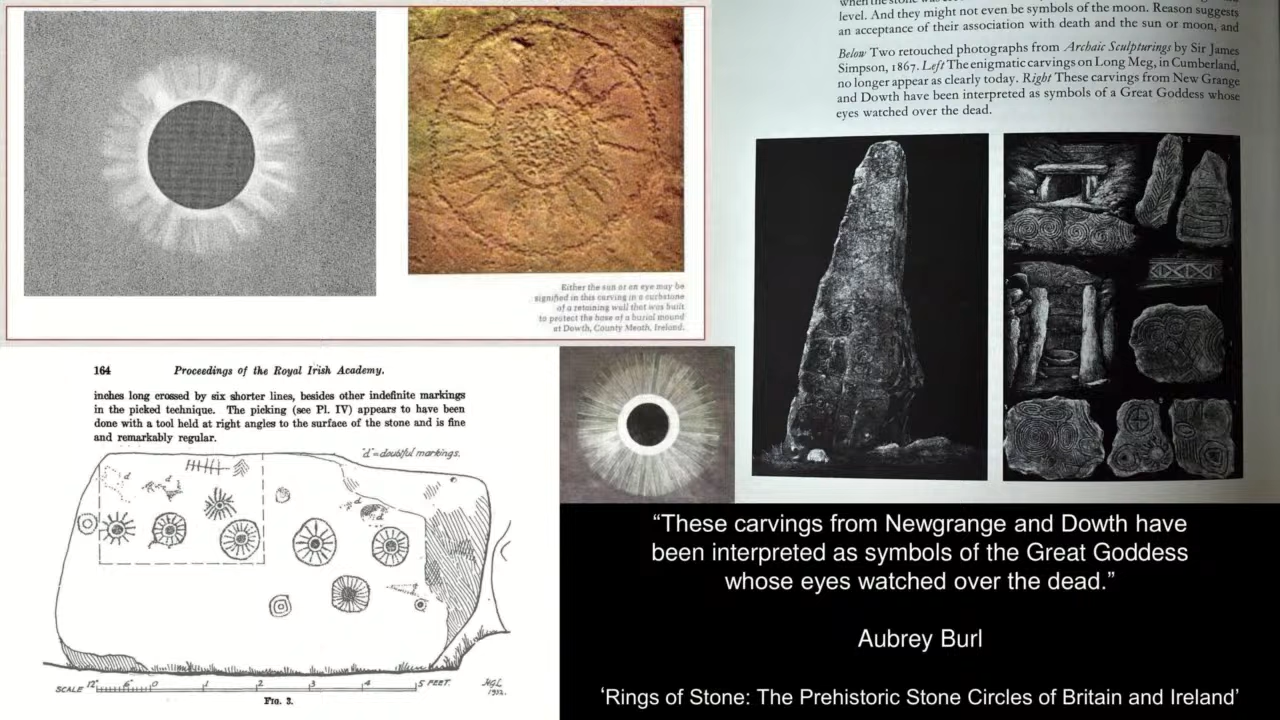 Either the sun or an eye may be
signified in this carving in a curbstone
of a retaining wall that was built
to protect the base of a burial mound
at Dowth, County Meath, Ireland.
level. And they might not even be symbols of the moon. Reason suggests
an acceptance of their association with death and the sun or moon, and
Below Two retouched photographs from Archaic Sculpturings by Sir James
Simpson, 1867. Left The enigmatic carvings on Long Meg, in Cumberland,
no longer appear as clearly today. Right These carvings from New Grange
and Dowth have been interpreted as symbols of a Great Goddess whose
eyes watched over the dead.
164 Proceedings of the Royal Irish Academy.
inches long crossed by six shorter lines, besides other indefinite markings
in the picked technique. The picking (see Pl. IV) appears to have been
done with a tool held at right angles to the surface of the stone and is fine
and remarkably regular.
"d"=doubtful markings.
d
d
d
d
SCALE 12" 6" 0 1 2 3 4 5 FEET.
FIG. 3.
“These carvings from Newgrange and Dowth have
been interpreted as symbols of the Great Goddess
whose eyes watched over the dead.”
Aubrey Burl
‘Rings of Stone: The Prehistoric Stone Circles of Britain and Ireland’